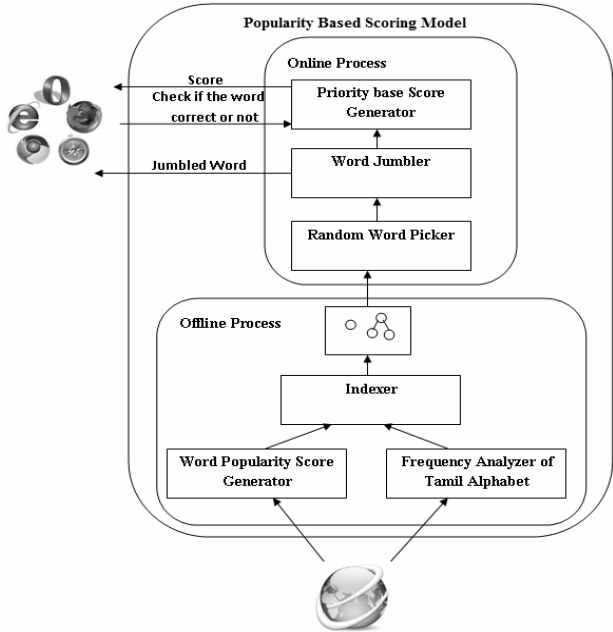 Popularity Based Scoring Model
Online Process
Score
Check if the word
correct or not
Priority base Score
Generator
Jumbled Word
Word Jumbler
Random Word Picker
Offline Process
Indexer
Word Popularity Score
Generator
Frequency Analyzer of
Tamil Alphabet